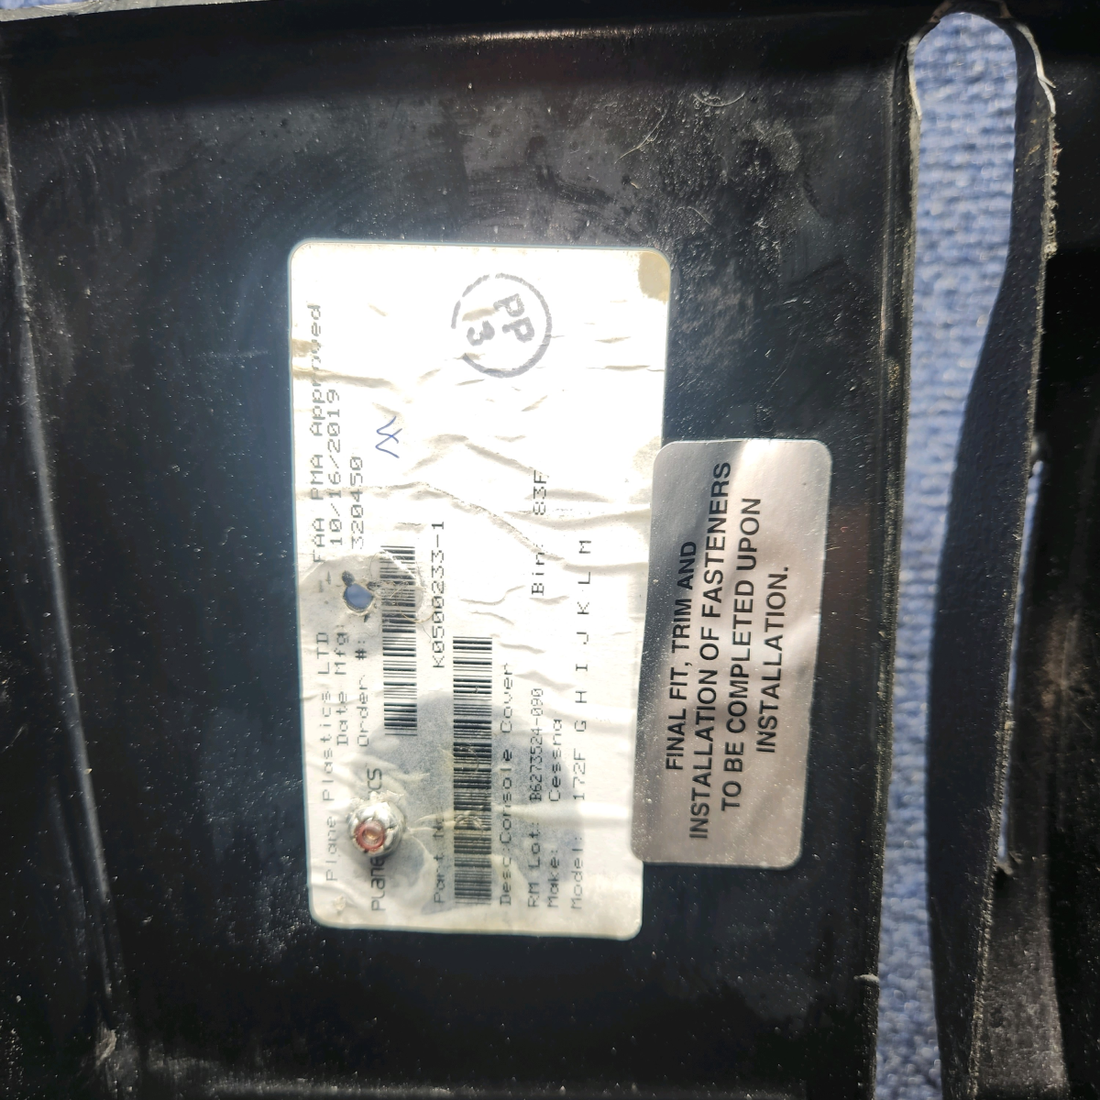 Plane Plastics LTD - FAA PMA Approved
Date Mfg: 10/16/2019
Order #: 320450
Plane CS
K0500233-1
Part N
Desc: Console Cover
RM Lot: B6273524-090 Bin: 83F
Make: Cessna
Model: 172F G H I J K L M
PP
3
FINAL FIT, TRIM AND
INSTALLATION OF FASTENERS
TO BE COMPLETED UPON
INSTALLATION.